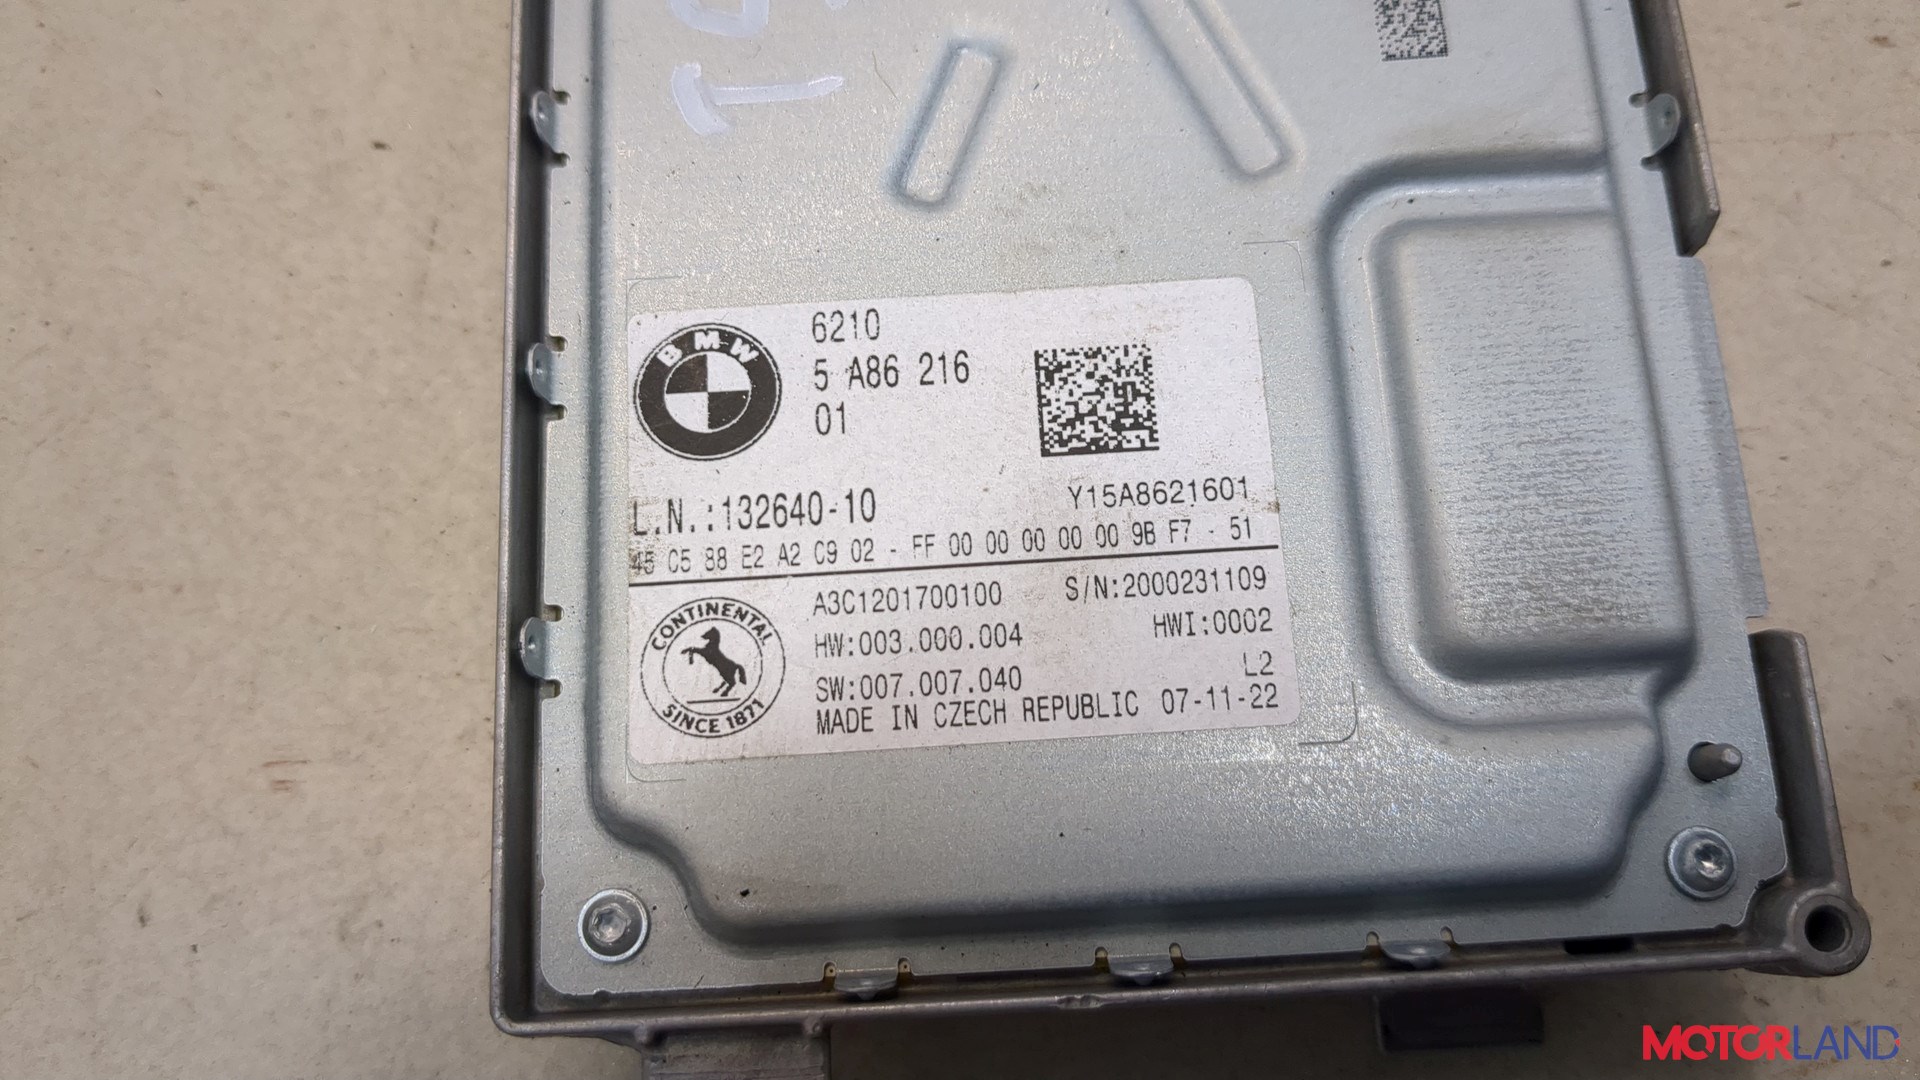 BMW
6210
5 A86 216
01
L.N.:132640-10
Y15A8621601
45 C5 88 E2 A2 C9 02 - FF 00 00 00 00 00 9B F7 - 51
CONTINENTAL
SINCE 1871
A3C1201700100 S/N:2000231109
HW:003.000.004 HWI:0002
SW:007.007.040 L2
MADE IN CZECH REPUBLIC 07-11-22
MOTORLAND